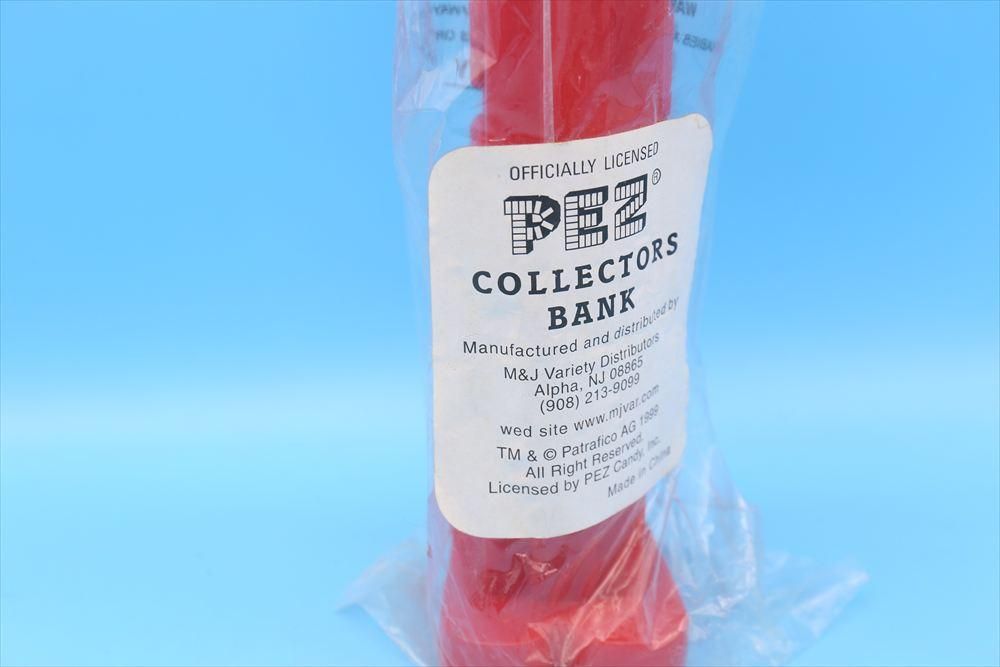 OFFICIALLY LICENSED
PEZ®
COLLECTORS
BANK
Manufactured and distributed by
M&J Variety Distributors
Alpha, NJ 08865
(908) 213-9099
wed site www.mjvar.com
TM & © Patrafico AG 1999
All Right Reserved.
Licensed by PEZ Candy, Inc.
Made in China